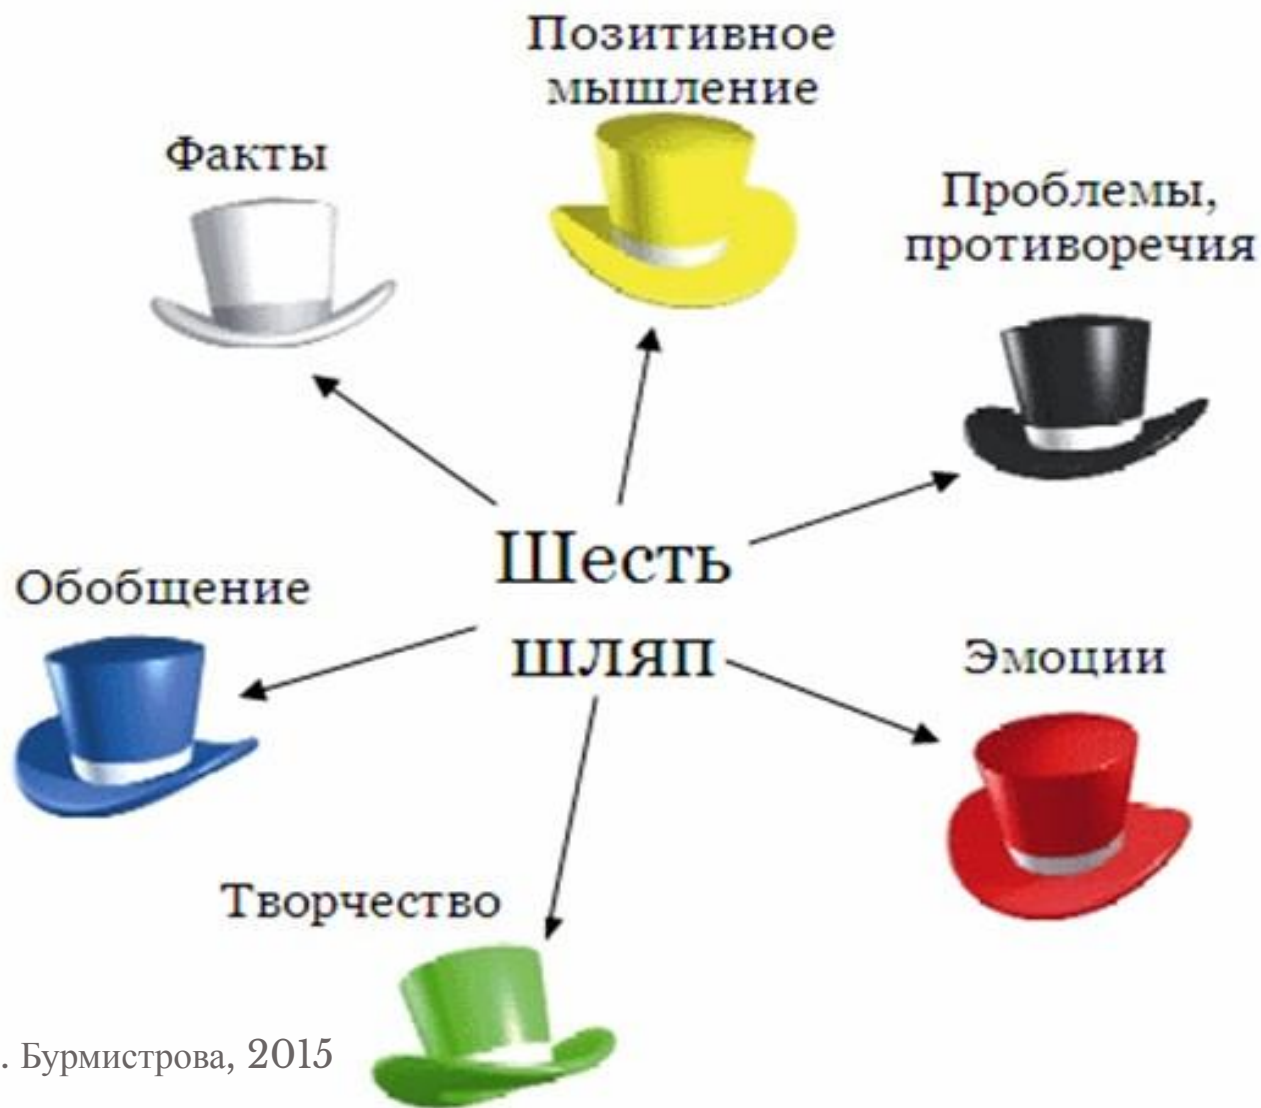 Позитивное
мышление
Факты
Проблемы,
противоречия
Шесть
шляп
Обобщение
Эмоции
Творчество
. Бурмистрова, 2015